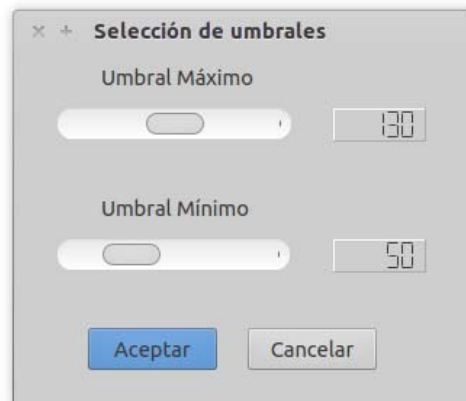 Selección de umbrales
Umbral Máximo
130
Umbral Mínimo
50
Aceptar Cancelar